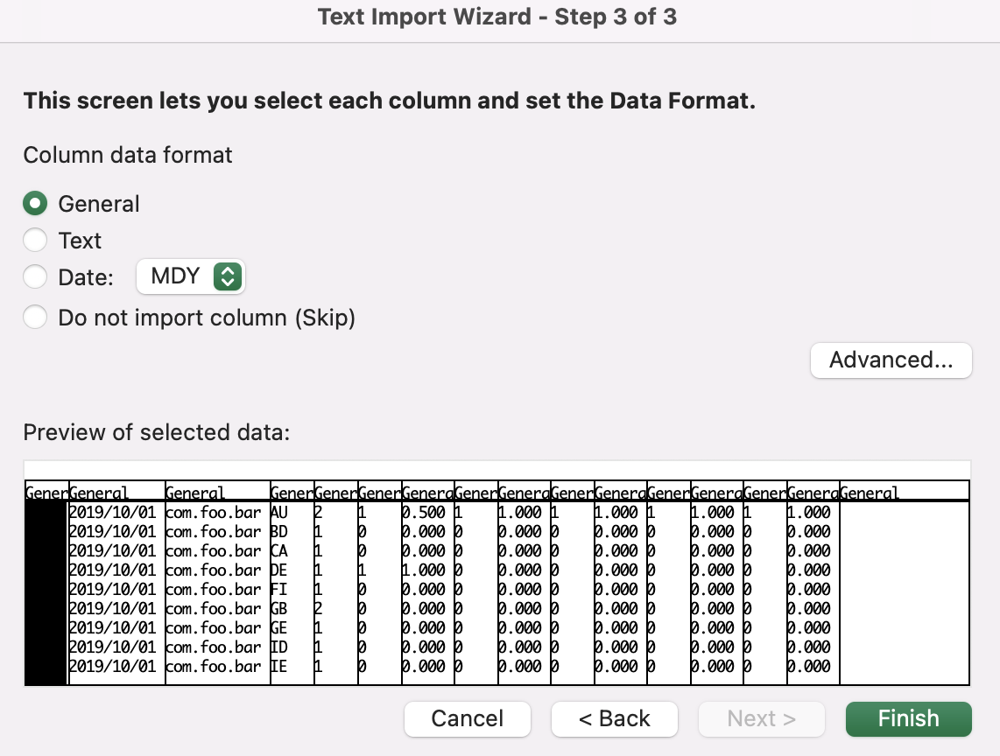 Text Import Wizard - Step 3 of 3
This screen lets you select each column and set the Data Format.
Column data format
General
Text
Date: MDY
Do not import column (Skip)
Advanced...
Preview of selected data:
Gener General General Gener Gener Gener Genera Gener Genera Gener Genera Gener Genera Gener Genera General
2019/10/01 com.foo.bar AU 2 1 0.500 1 1.000 1 1.000 1 1.000 1 1.000
2019/10/01 com.foo.bar BD 1 0 0.000 0 0.000 0 0.000 0 0.000 0 0.000
2019/10/01 com.foo.bar CA 1 0 0.000 0 0.000 0 0.000 0 0.000 0 0.000
2019/10/01 com.foo.bar DE 1 1 1.000 0 0.000 0 0.000 0 0.000 0 0.000
2019/10/01 com.foo.bar FI 1 0 0.000 0 0.000 0 0.000 0 0.000 0 0.000
2019/10/01 com.foo.bar GB 2 0 0.000 0 0.000 0 0.000 0 0.000 0 0.000
2019/10/01 com.foo.bar GE 1 0 0.000 0 0.000 0 0.000 0 0.000 0 0.000
2019/10/01 com.foo.bar ID 1 0 0.000 0 0.000 0 0.000 0 0.000 0 0.000
2019/10/01 com.foo.bar IE 1 0 0.000 0 0.000 0 0.000 0 0.000 0 0.000
Cancel < Back Next > Finish